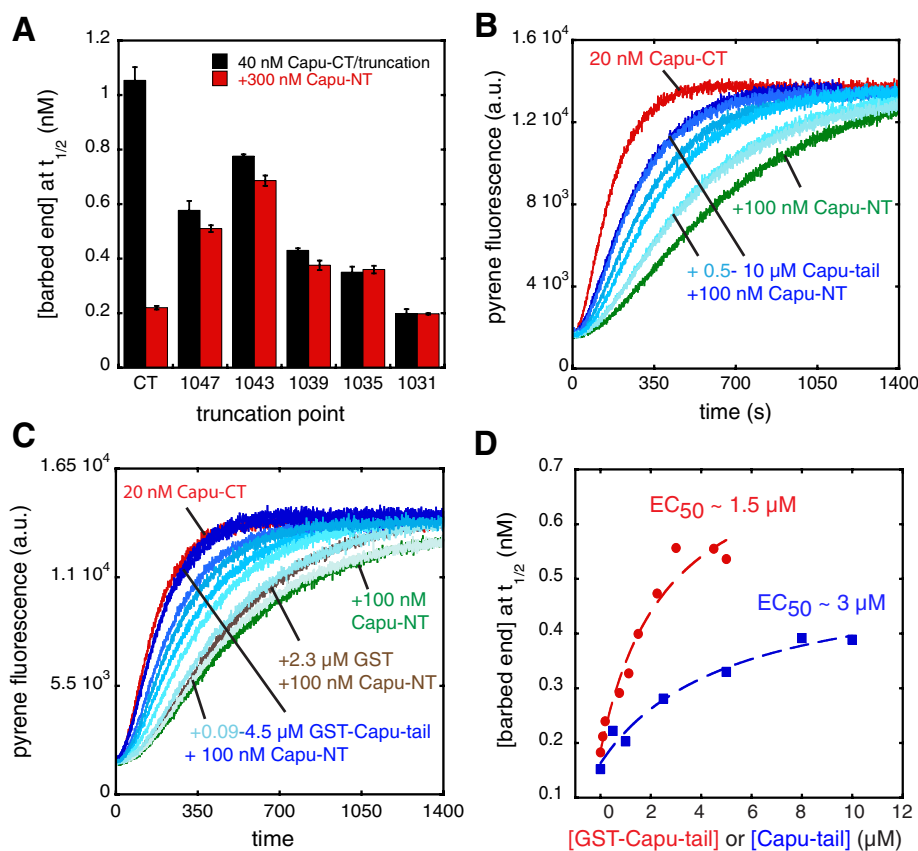 A
[barbed end] at t1/2 (nM)
1.2
1
0.8
0.6
0.4
0.2
0
40 nM Capu-CT/truncation
+300 nM Capu-NT
CT 1047 1043 1039 1035 1031
truncation point
B
pyrene fluorescence (a.u.)
1.6 10^4
1.2 10^4
8 10^3
4 10^3
0
20 nM Capu-CT
+100 nM Capu-NT
+ 0.5- 10 µM Capu-tail
+100 nM Capu-NT
0 350 700 1050 1400
time (s)
C
pyrene fluorescence (a.u.)
1.65 10^4
1.1 10^4
5.5 10^3
0
20 nM Capu-CT
+100 nM
Capu-NT
+2.3 µM GST
+100 nM Capu-NT
+0.09-4.5 µM GST-Capu-tail
+ 100 nM Capu-NT
0 350 700 1050 1400
time
D
[barbed end] at t1/2 (nM)
0.7
0.6
0.5
0.4
0.3
0.2
0.1
EC50 ~ 1.5 µM
EC50 ~ 3 µM
0 2 4 6 8 10 12
[GST-Capu-tail] or [Capu-tail] (µM)